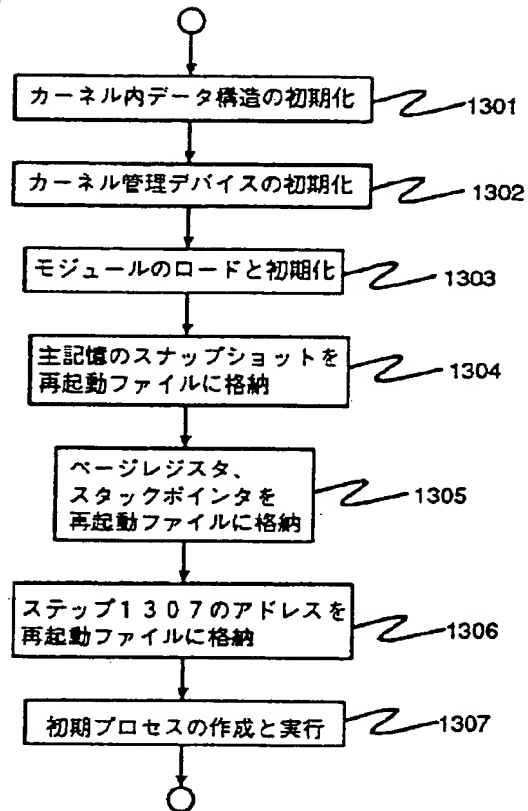 カーネル内データ構造の初期化
1301
カーネル管理デバイスの初期化
1302
モジュールのロードと初期化
1303
主記憶のスナップショットを
再起動ファイルに格納
1304
ページレジスタ、
スタックポインタを
再起動ファイルに格納
1305
ステップ1307のアドレスを
再起動ファイルに格納
1306
初期プロセスの作成と実行
1307